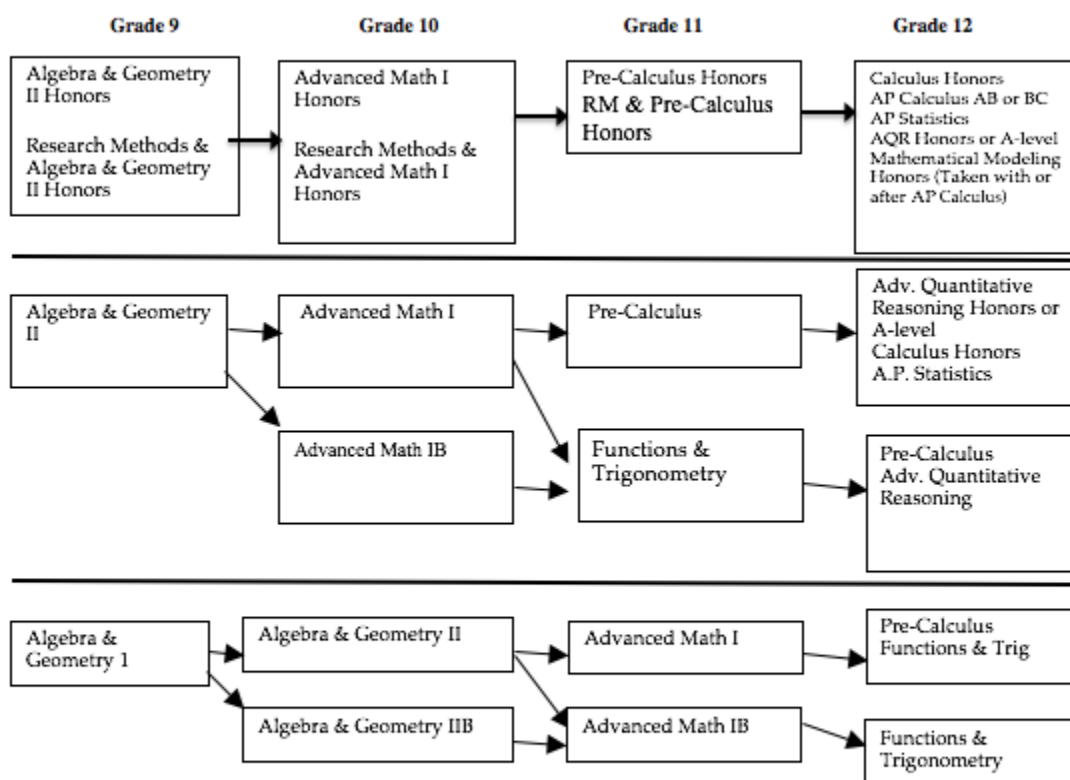 Grade 9
Grade 10
Grade 11
Grade 12
Algebra & Geometry
II Honors
Research Methods &
Algebra & Geometry
II Honors
Advanced Math I
Honors
Research Methods &
Advanced Math I
Honors
Pre-Calculus Honors
RM & Pre-Calculus
Honors
Calculus Honors
AP Calculus AB or BC
AP Statistics
AQR Honors or A-level
Mathematical Modeling
Honors (Taken with or
after AP Calculus)
Algebra & Geometry
II
Advanced Math I
Pre-Calculus
Adv. Quantitative
Reasoning Honors or
A-level
Calculus Honors
A.P. Statistics
Advanced Math IB
Functions &
Trigonometry
Pre-Calculus
Adv. Quantitative
Reasoning
Algebra &
Geometry 1
Algebra & Geometry II
Advanced Math I
Pre-Calculus
Functions & Trig
Algebra & Geometry IIB
Advanced Math IB
Functions &
Trigonometry